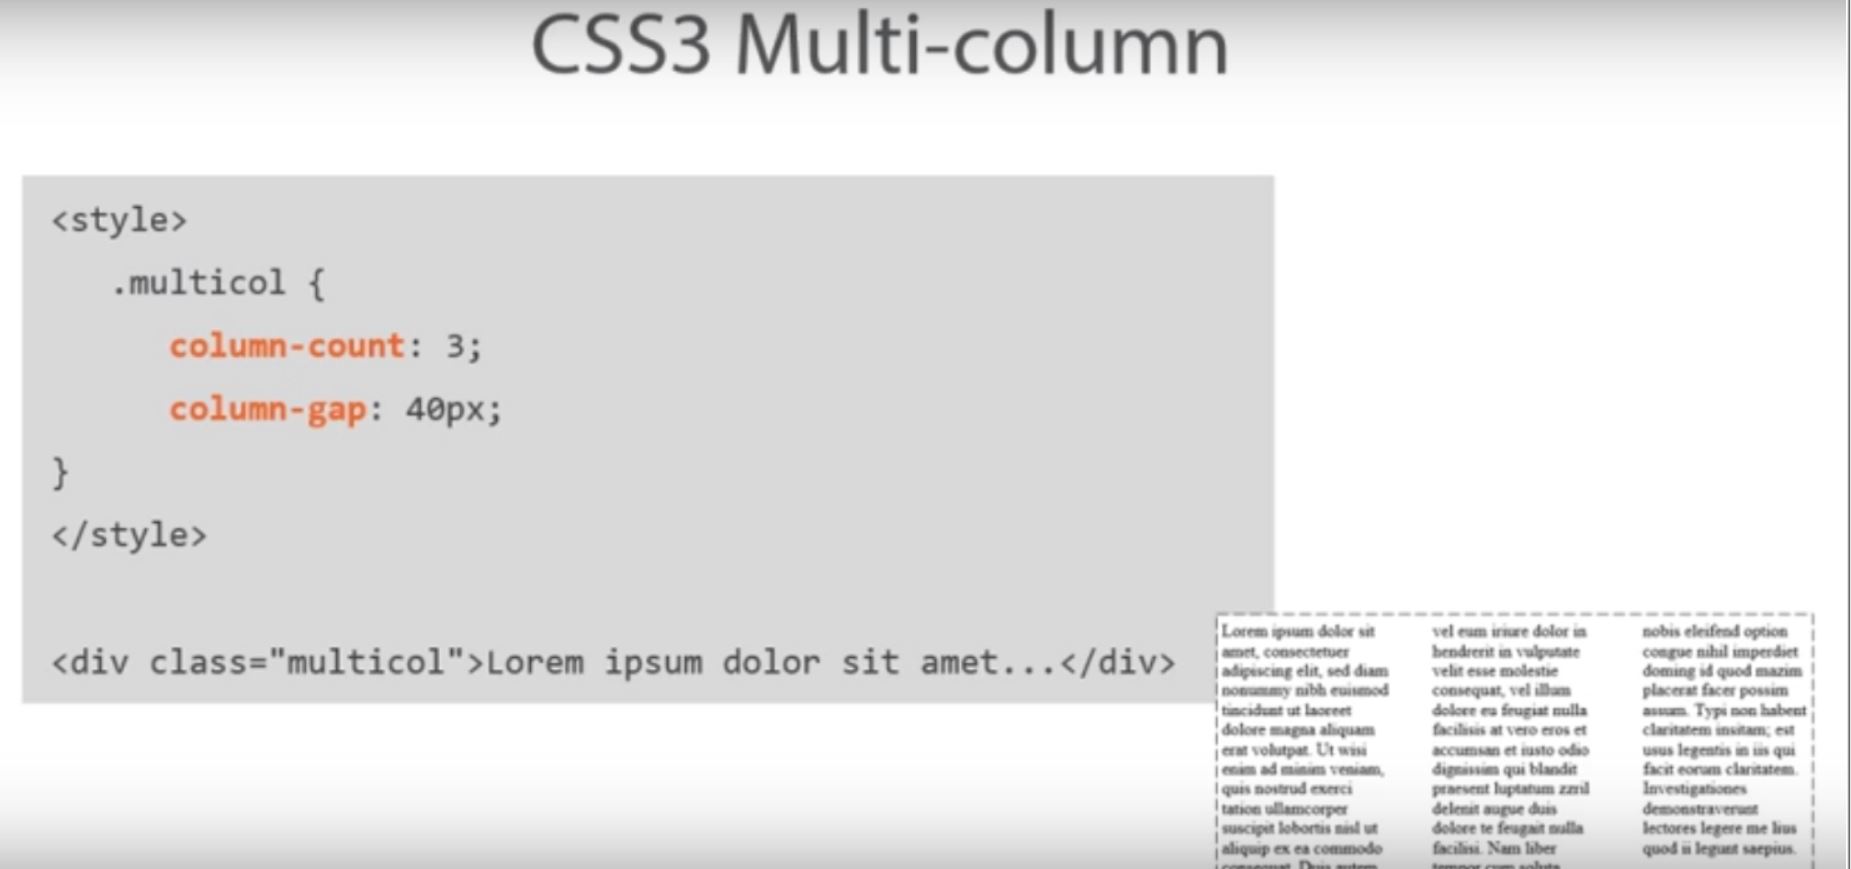 CSS3 Multi-column
<style>
.multicol {
column-count: 3;
column-gap: 40px;
}
</style>
<div class="multicol">Lorem ipsum dolor sit amet...</div>
Lorem ipsum dolor sit
amet, consectetuer
adipiscing elit, sed diam
nonummy nibh euismod
tincidunt ut laoreet
dolore magna aliquam
erat volutpat. Ut wisi
enim ad minim veniam,
quis nostrud exerci
tation ullamcorper
suscipit lobortis nisl ut
aliquip ex ea commodo
consequat. Duis autem
vel eum iriure dolor in
hendrerit in vulputate
velit esse molestie
consequat, vel illum
dolore eu feugiat nulla
facilisis at vero eros et
accumsan et iusto odio
dignissim qui blandit
praesent luptatum zzril
delenit augue duis
dolore te feugait nulla
facilisi. Nam liber
tempor cum soluta
nobis eleifend option
congue nihil imperdiet
doming id quod mazim
placerat facer possim
assum. Typi non habent
claritatem insitam; est
usus legentis in iis qui
facit eorum claritatem.
Investigationes
demonstraverunt
lectores legere me lius
quod ii legunt saepius.